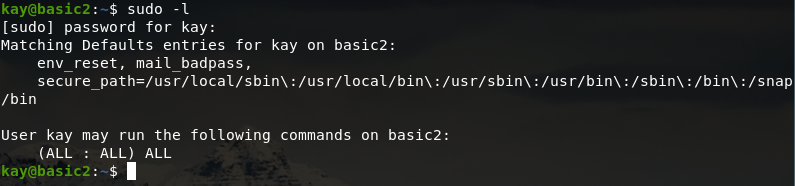 kay@basic2:~$ sudo -l
[sudo] password for kay:
Matching Defaults entries for kay on basic2:
    env_reset, mail_badpass,
    secure_path=/usr/local/sbin\:/usr/local/bin\:/usr/sbin\:/usr/bin\:/sbin\:/bin\:/snap
/bin

User kay may run the following commands on basic2:
    (ALL : ALL) ALL
kay@basic2:~$